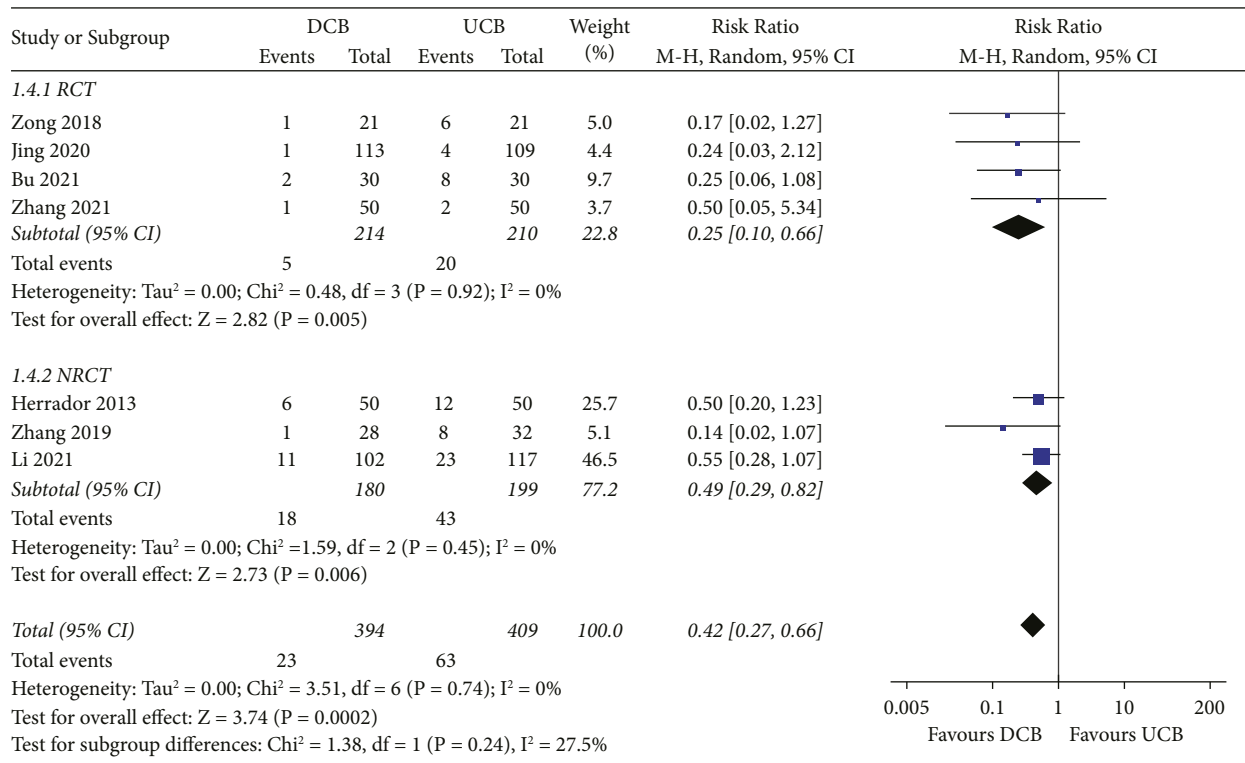 Study or Subgroup DCB UCB Weight (%) Risk Ratio Risk Ratio
Events Total Events Total M-H, Random, 95% CI M-H, Random, 95% CI
1.4.1 RCT
Zong 2018 1 21 6 21 5.0 0.17 [0.02, 1.27]
Jing 2020 1 113 4 109 4.4 0.24 [0.03, 2.12]
Bu 2021 2 30 8 30 9.7 0.25 [0.06, 1.08]
Zhang 2021 1 50 2 50 3.7 0.50 [0.05, 5.34]
Subtotal (95% CI) 214 210 22.8 0.25 [0.10, 0.66]
Total events 5 20
Heterogeneity: Tau² = 0.00; Chi² = 0.48, df = 3 (P = 0.92); I² = 0%
Test for overall effect: Z = 2.82 (P = 0.005)
1.4.2 NRCT
Herrador 2013 6 50 12 50 25.7 0.50 [0.20, 1.23]
Zhang 2019 1 28 8 32 5.1 0.14 [0.02, 1.07]
Li 2021 11 102 23 117 46.5 0.55 [0.28, 1.07]
Subtotal (95% CI) 180 199 77.2 0.49 [0.29, 0.82]
Total events 18 43
Heterogeneity: Tau² = 0.00; Chi² =1.59, df = 2 (P = 0.45); I² = 0%
Test for overall effect: Z = 2.73 (P = 0.006)
Total (95% CI) 394 409 100.0 0.42 [0.27, 0.66]
Total events 23 63
Heterogeneity: Tau² = 0.00; Chi² = 3.51, df = 6 (P = 0.74); I² = 0%
Test for overall effect: Z = 3.74 (P = 0.0002)
Test for subgroup differences: Chi² = 1.38, df = 1 (P = 0.24), I² = 27.5%
0.005 0.1 1 10 200
Favours DCB Favours UCB